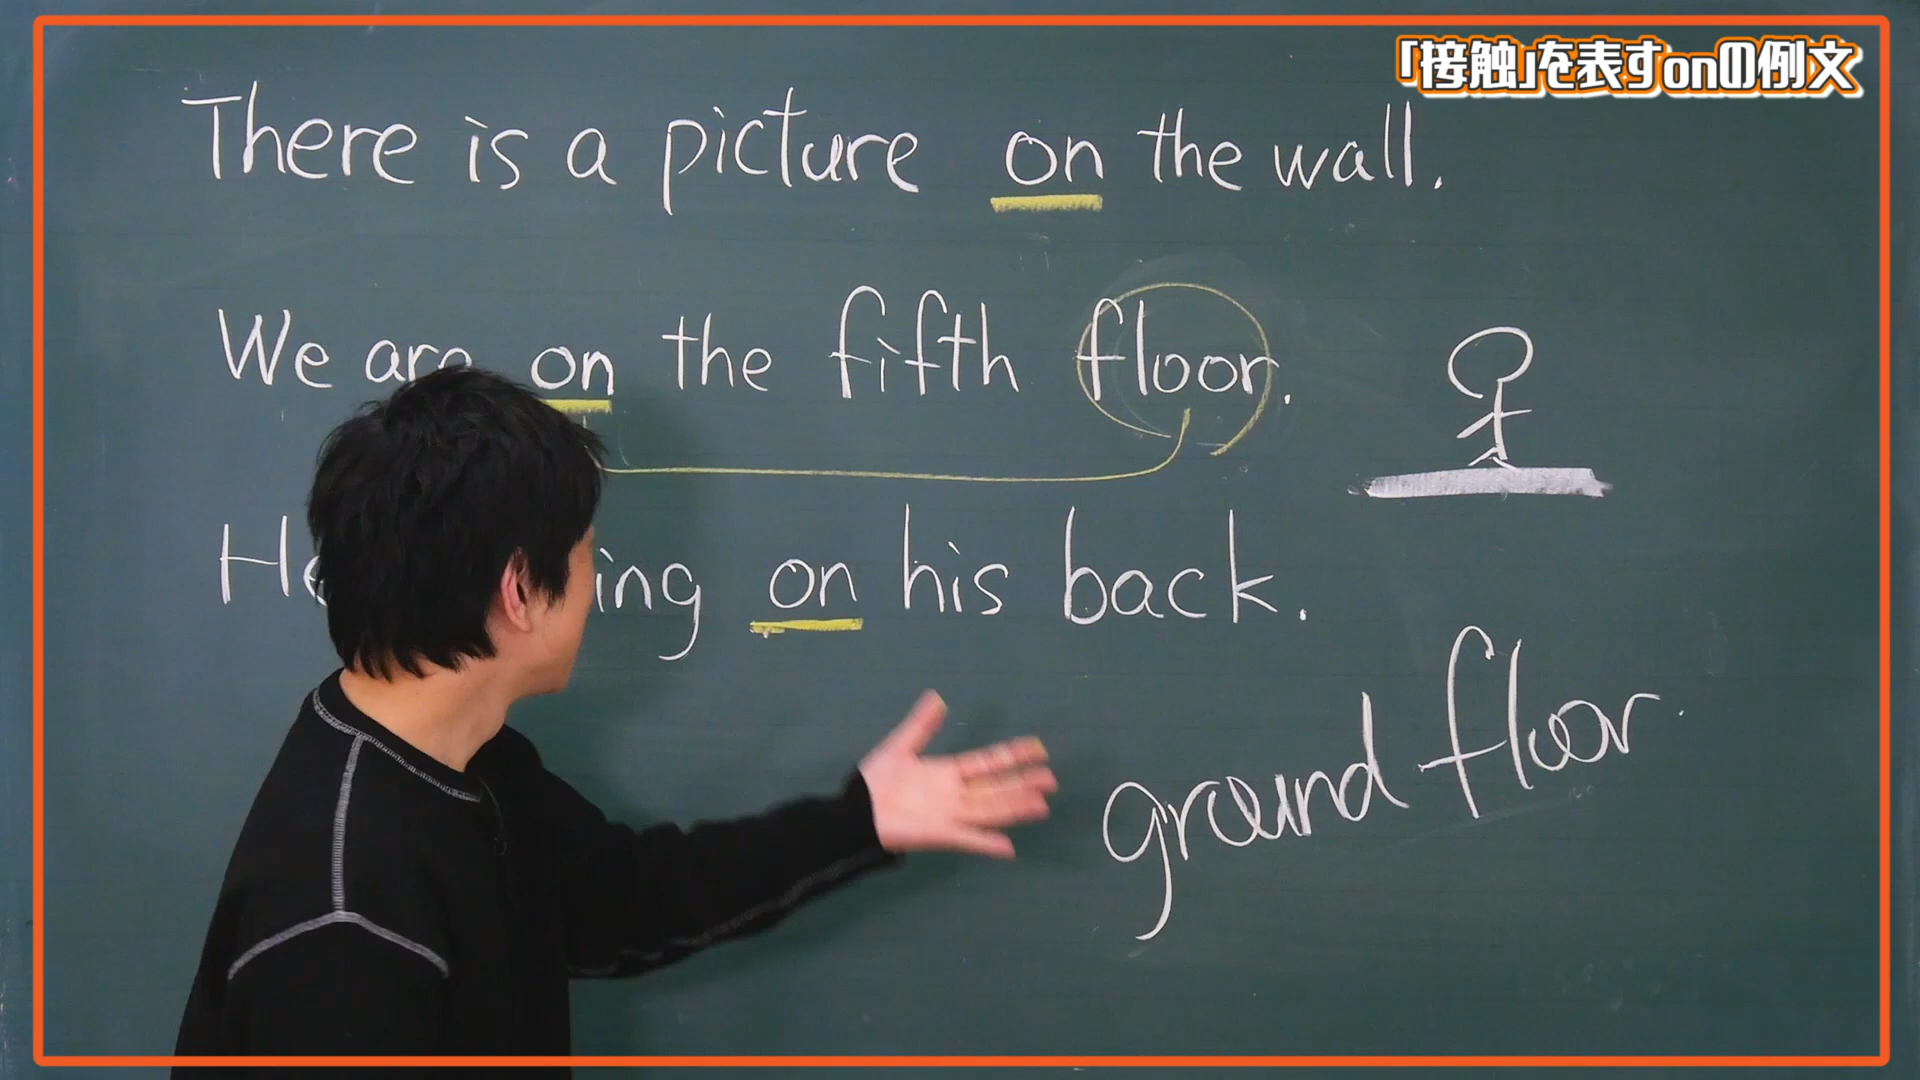 「接触」を表すonの例文
There is a picture on the wall.
We are on the fifth floor.
He ing on his back.
ground floor